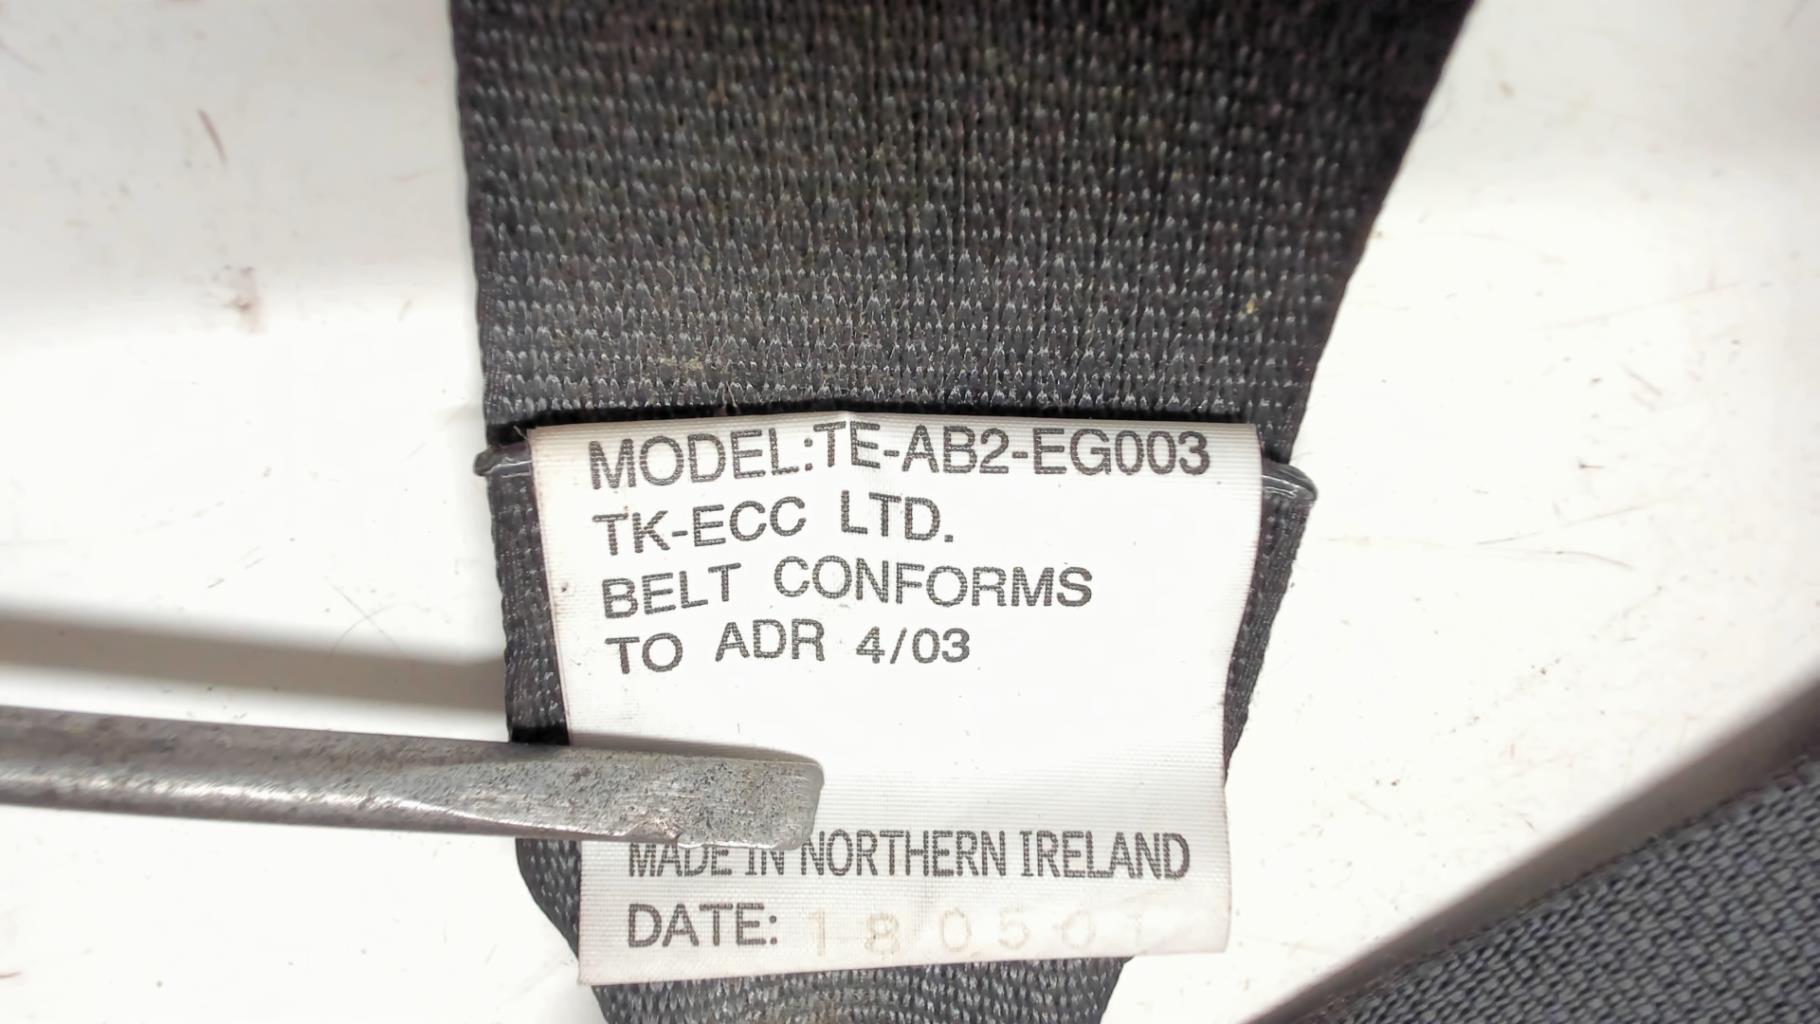 MODEL:TE-AB2-EG003
TK-ECC LTD.
BELT CONFORMS
TO ADR 4/03
MADE IN NORTHERN IRELAND
DATE: 180501